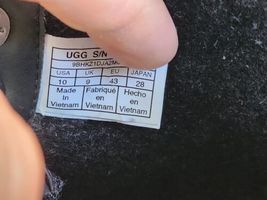 UGG S/N
USA UK EU JAPAN
10 9 43 28
Made Fabriqué Hecho
in en en
Vietnam Vietnam Vietnam